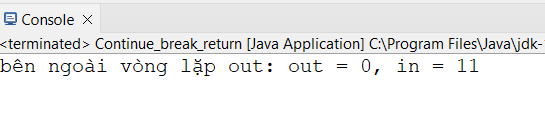 Console
<terminated> Continue_break_return [Java Application] C:\Program Files\Java\jdk-
bên ngoài vòng lặp out: out = 0, in = 11